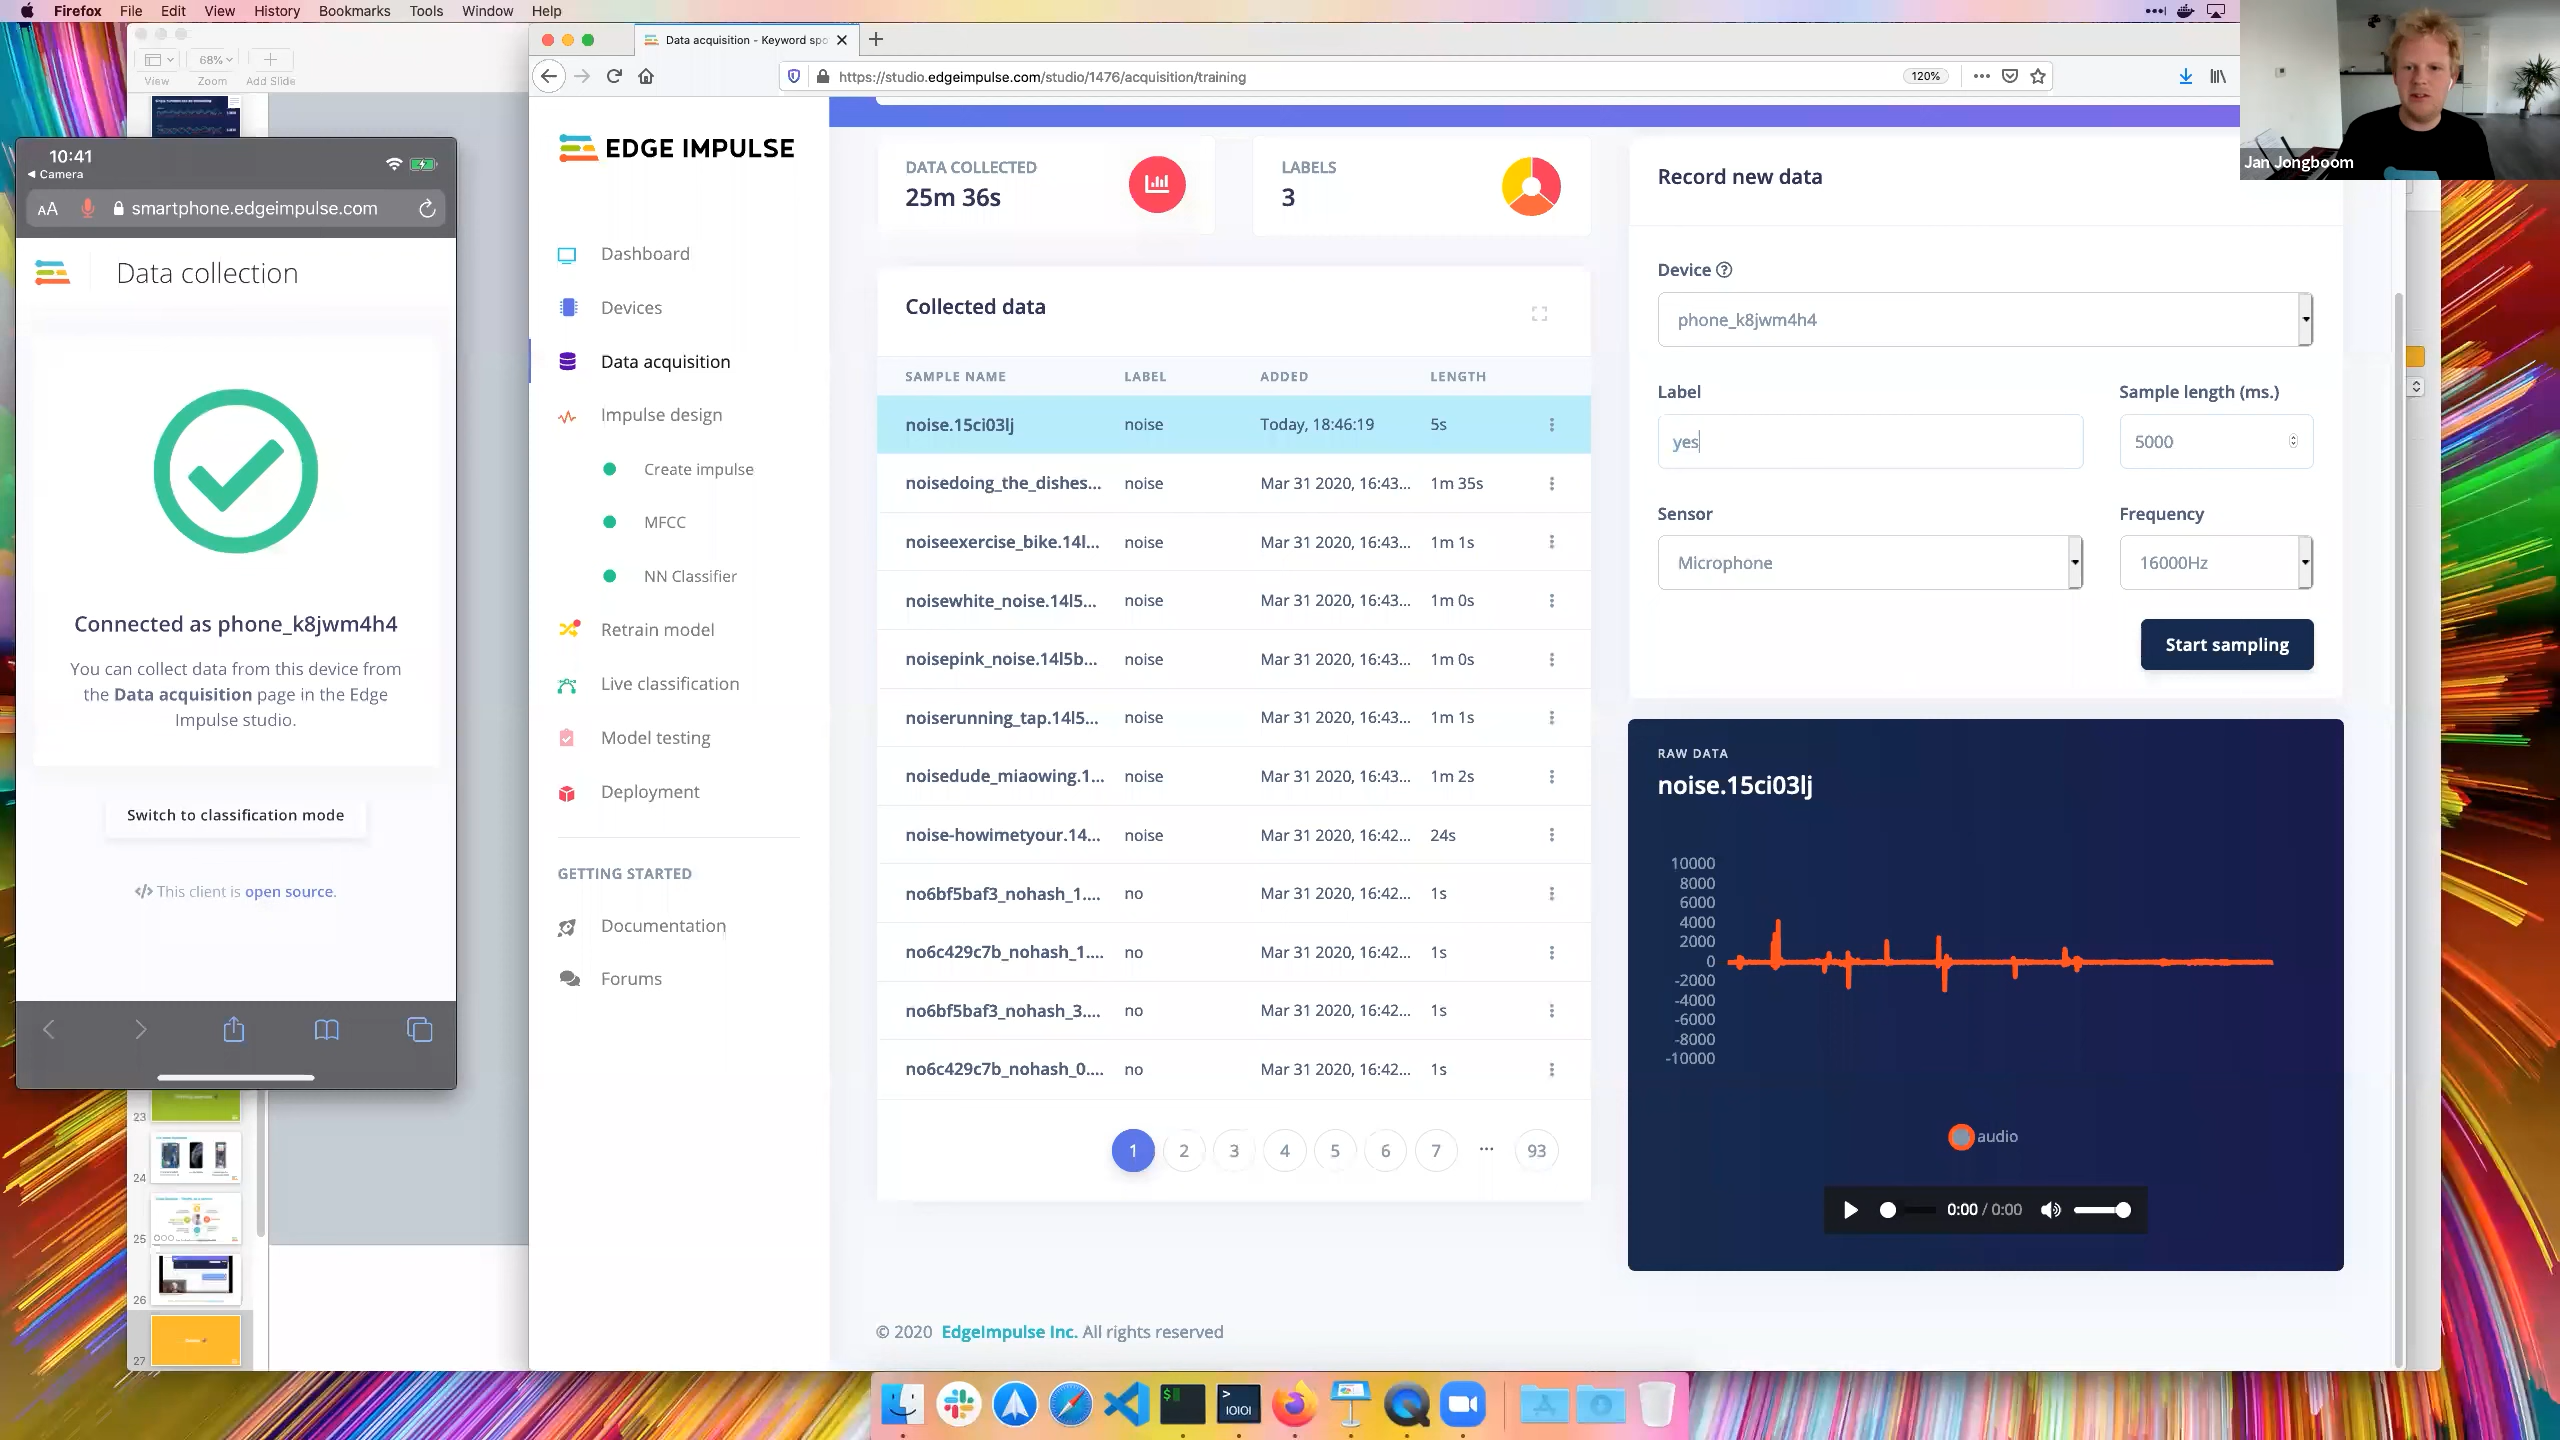 Firefox File Edit View History Bookmarks Tools Window Help
68%
View Zoom Add Slide
Data acquisition - Keyword spo
https://studio.edgeimpulse.com/studio/1476/acquisition/training
120%
Jan Jongboom
10:41
Camera
AA smartphone.edgeimpulse.com
Data collection
Connected as phone_k8jwm4h4
You can collect data from this device from
the Data acquisition page in the Edge
Impulse studio.
Switch to classification mode
</> This client is open source.
23
24
25
26
27
EDGE IMPULSE
Dashboard
Devices
Data acquisition
Impulse design
Create impulse
MFCC
NN Classifier
Retrain model
Live classification
Model testing
Deployment
GETTING STARTED
Documentation
Forums
DATA COLLECTED
25m 36s
LABELS
3
Collected data
SAMPLE NAME LABEL ADDED LENGTH
noise.15ci03lj noise Today, 18:46:19 5s
noisedoing_the_dishes... noise Mar 31 2020, 16:43... 1m 35s
noiseexercise_bike.14l... noise Mar 31 2020, 16:43... 1m 1s
noisewhite_noise.14l5... noise Mar 31 2020, 16:43... 1m 0s
noisepink_noise.14l5b... noise Mar 31 2020, 16:43... 1m 0s
noiserunning_tap.14l5... noise Mar 31 2020, 16:43... 1m 1s
noisedude_miaowing.1... noise Mar 31 2020, 16:43... 1m 2s
noise-howimetyour.14... noise Mar 31 2020, 16:42... 24s
no6bf5baf3_nohash_1.... no Mar 31 2020, 16:42... 1s
no6c429c7b_nohash_1.... no Mar 31 2020, 16:42... 1s
no6bf5baf3_nohash_3.... no Mar 31 2020, 16:42... 1s
no6c429c7b_nohash_0.... no Mar 31 2020, 16:42... 1s
1 2 3 4 5 6 7 ... 93
© 2020 EdgeImpulse Inc. All rights reserved
Record new data
Device
phone_k8jwm4h4
Label
yes
Sample length (ms.)
5000
Sensor
Microphone
Frequency
16000Hz
Start sampling
RAW DATA
noise.15ci03lj
10000
8000
6000
4000
2000
0
-2000
-4000
-6000
-8000
-10000
audio
0:00 / 0:00